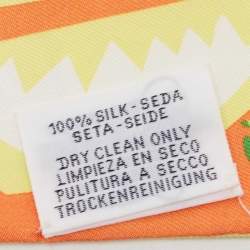 100% SILK-SEDA
SETA-SEIDE
DRY CLEAN ONLY
LIMPIEZA EN SECO
PULITURA A SECCO
TROCKENREINIGUNG